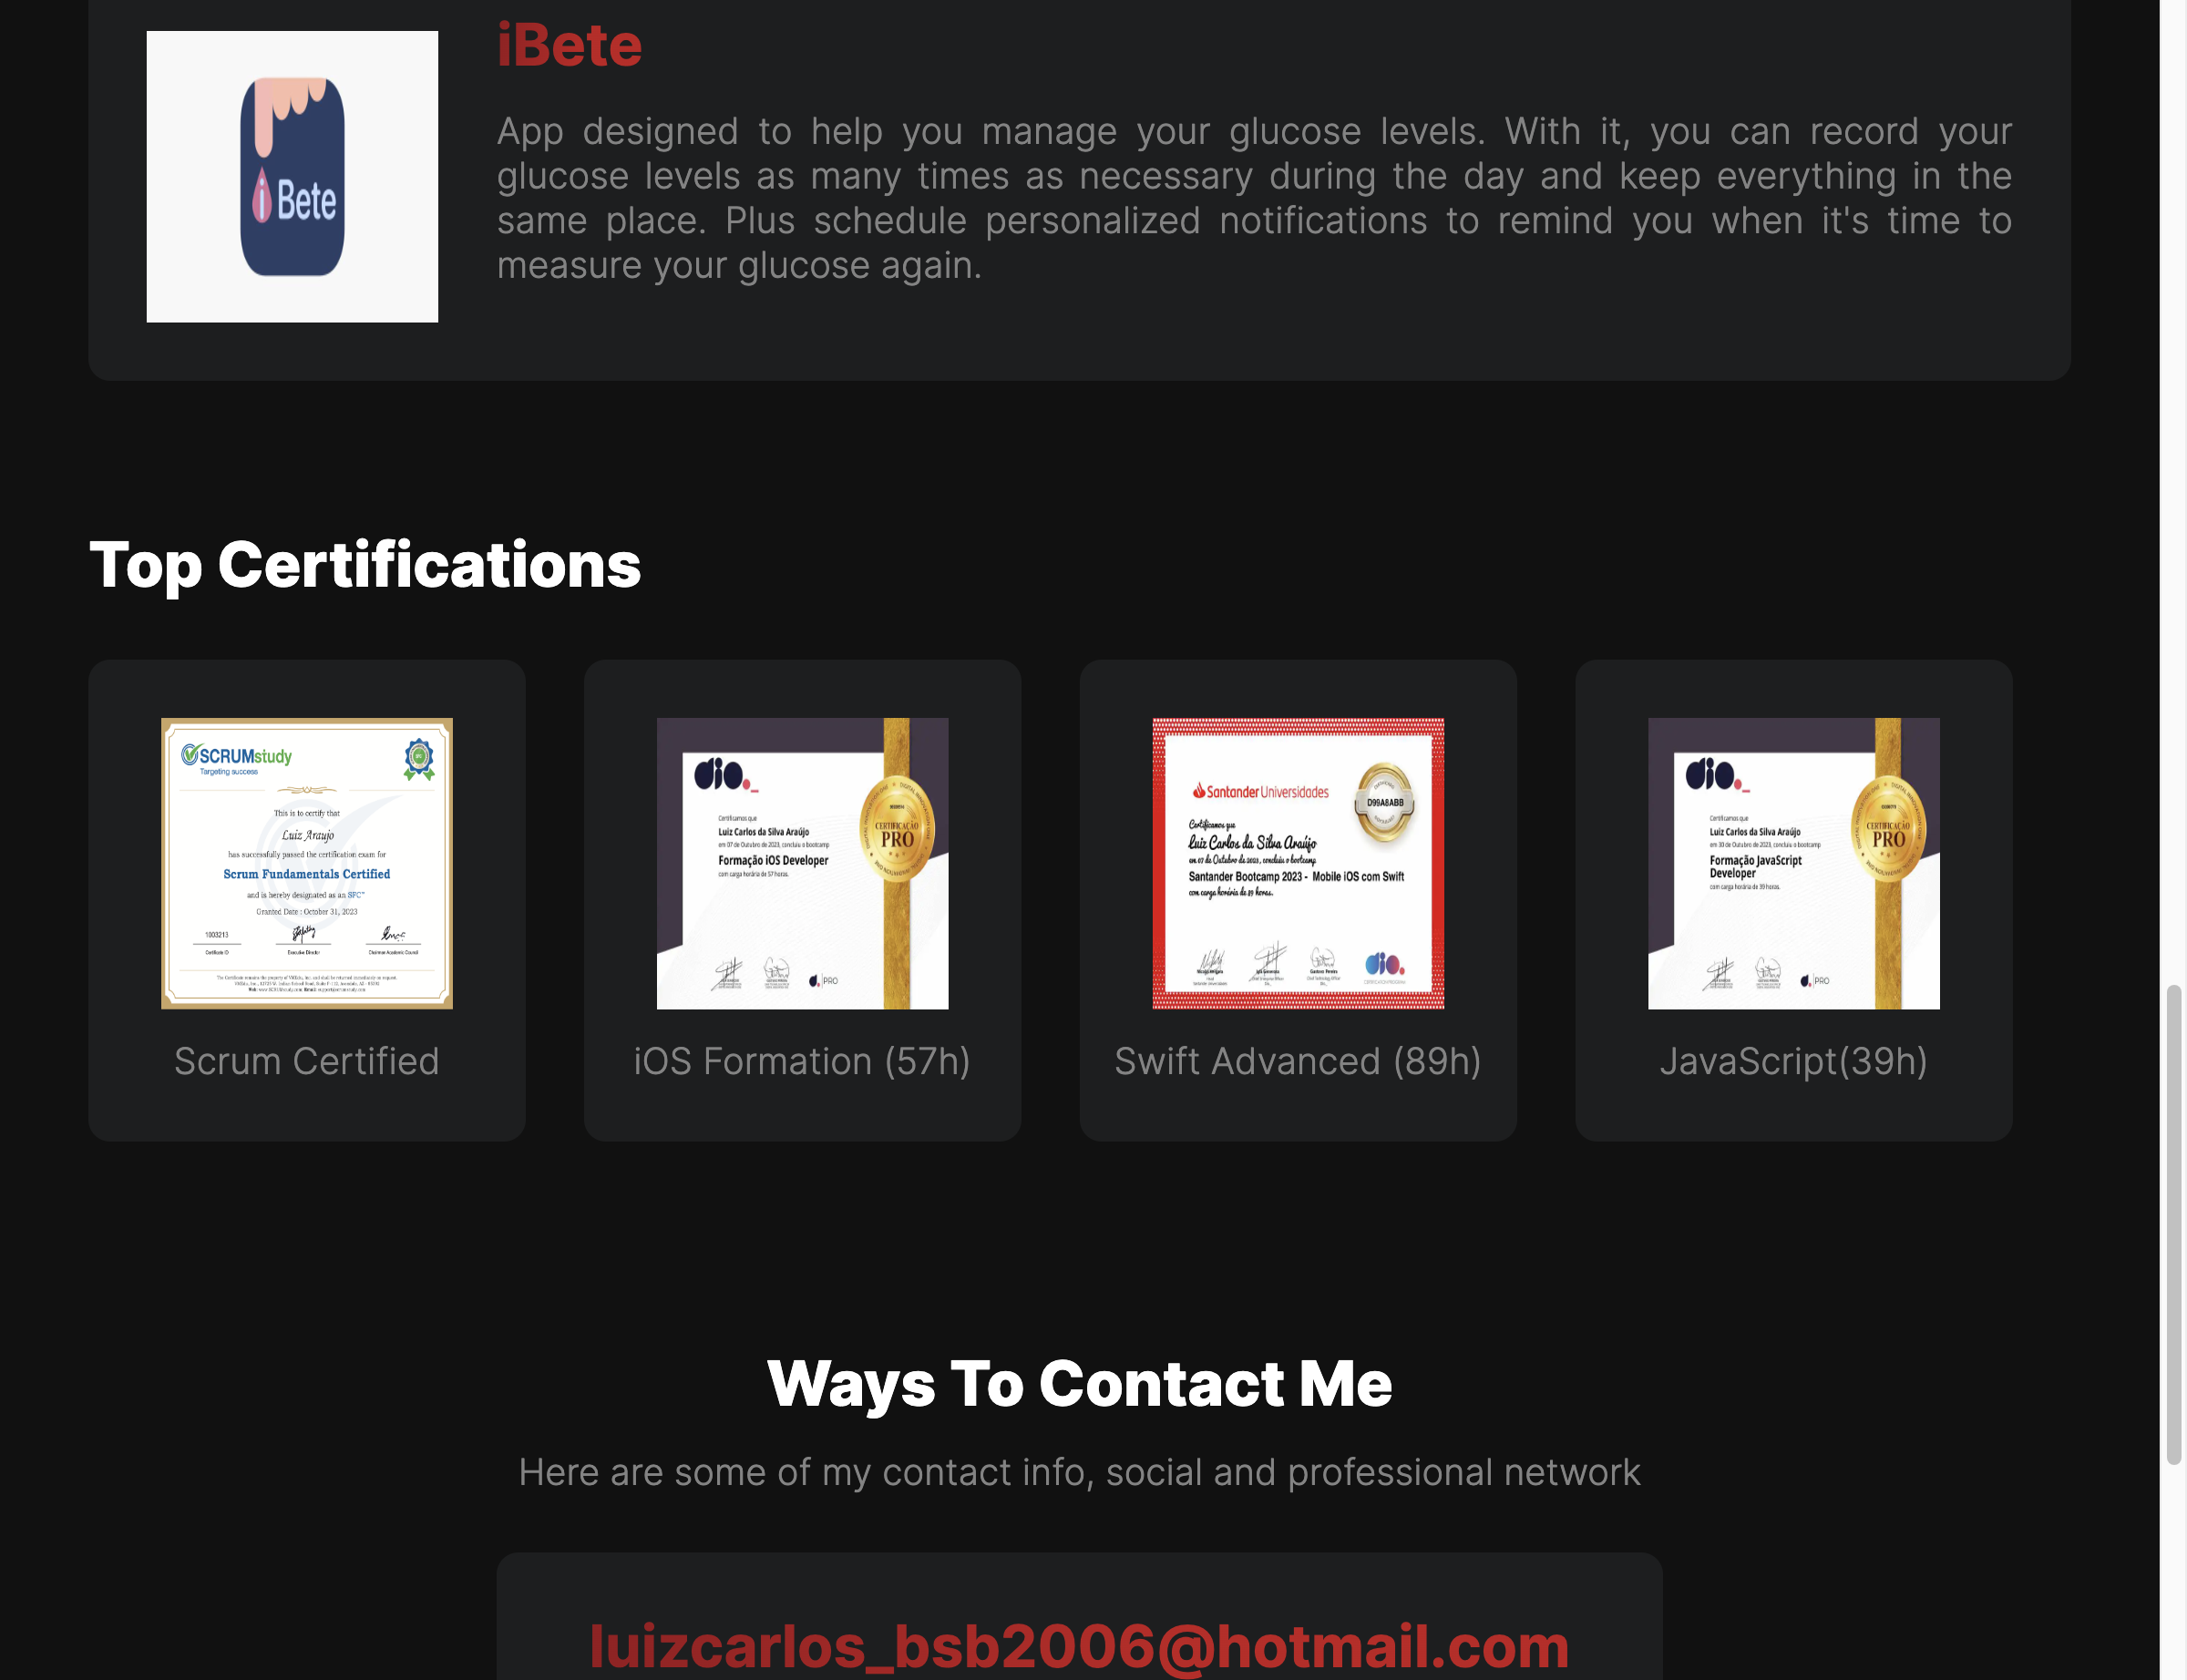 iBete
App designed to help you manage your glucose levels. With it, you can record your
glucose levels as many times as necessary during the day and keep everything in the
same place. Plus schedule personalized notifications to remind you when it's time to
measure your glucose again.
i Bete
Top Certifications
SCRUMstudy
Targeting success
This is to certify that
Luiz Araujo
has successfully passed the certification exam for
Scrum Fundamentals Certified
and is hereby designated as an SFC
Granted Date : October 31, 2023
1003213
Certificate ID
Executive Director
Chairman Academic Council
Scrum Certified
dio._
Certificamos que
Luiz Carlos da Silva Araújo
em 07 de Outubro de 2023, concluiu o bootcamp
Formação iOS Developer
com carga horária de 57 horas.
CERTIFICAÇÃO
PRO
PRO
iOS Formation (57h)
Santander Universidades
D99A8ABB
Certificamos que
Luiz Carlos da Silva Araújo
em 07 de Outubro de 2023, concluiu o bootcamp
Santander Bootcamp 2023 - Mobile iOS com Swift
com carga horária de 89 horas.
dio.
Swift Advanced (89h)
dio._
Certificamos que
Luiz Carlos da Silva Araújo
em 30 de Outubro de 2023, concluiu o bootcamp
Formação JavaScript
Developer
com carga horária de 39 horas.
CERTIFICAÇÃO
PRO
PRO
JavaScript(39h)
Ways To Contact Me
Here are some of my contact info, social and professional network
luizcarlos_bsb2006@hotmail.com